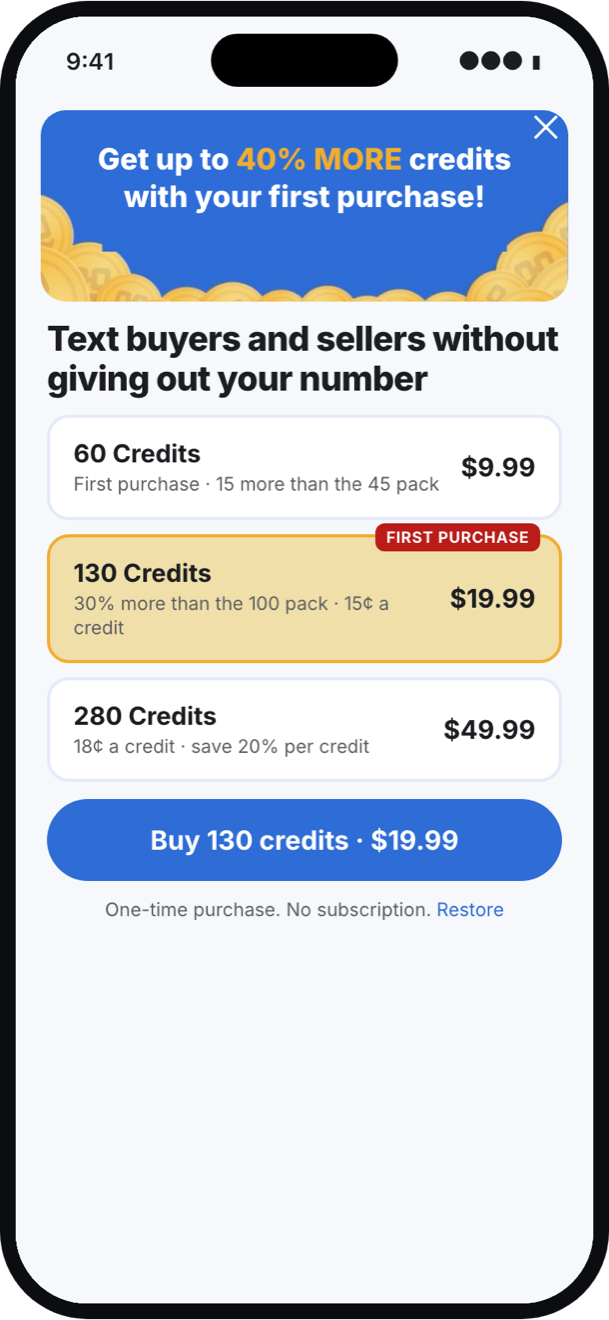 9:41
Get up to 40% MORE credits
with your first purchase!
Text buyers and sellers without
giving out your number
60 Credits
First purchase · 15 more than the 45 pack
$9.99
FIRST PURCHASE
130 Credits
30% more than the 100 pack · 15¢ a
credit
$19.99
280 Credits
18¢ a credit · save 20% per credit
$49.99
Buy 130 credits · $19.99
One-time purchase. No subscription. Restore